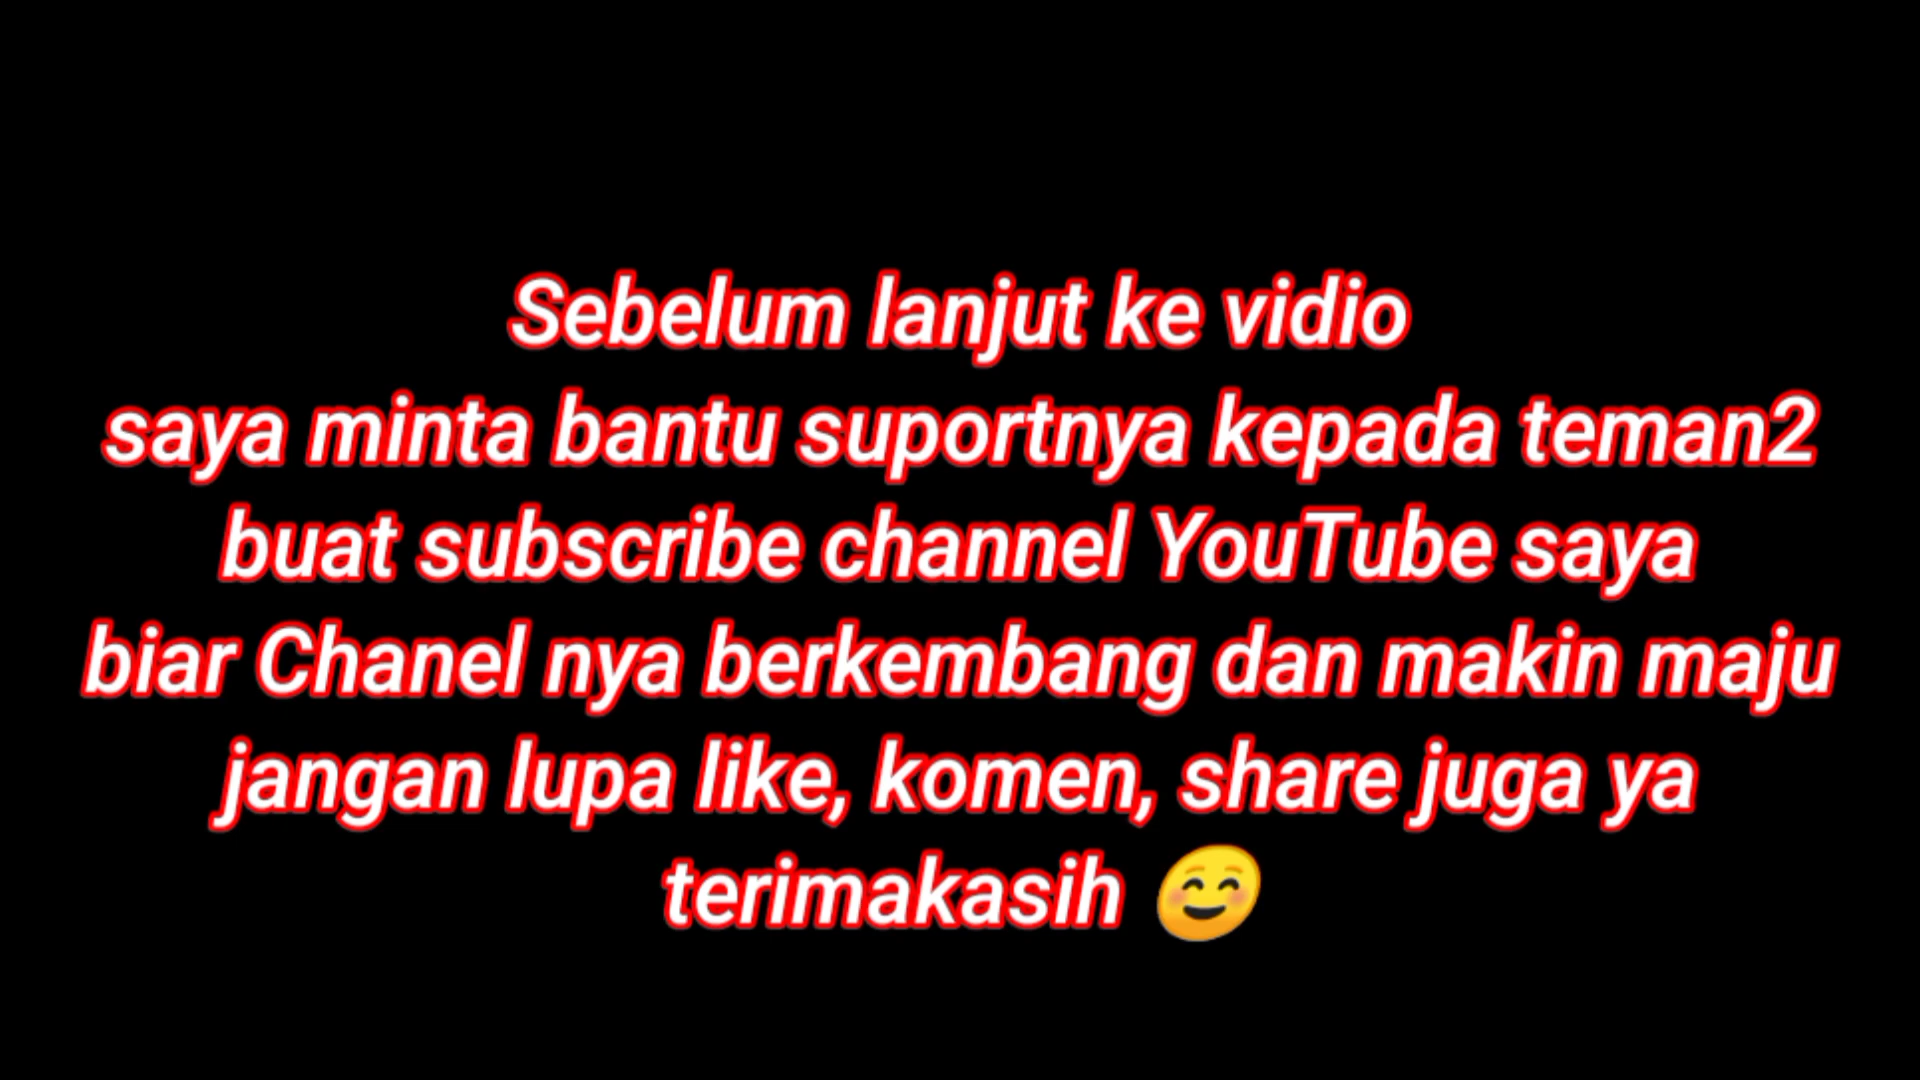 Sebelum lanjut ke vidio
saya minta bantu suportnya kepada teman2
buat subscribe channel YouTube saya
biar Chanel nya berkembang dan makin maju
jangan lupa like, komen, share juga ya
terimakasih ☺️